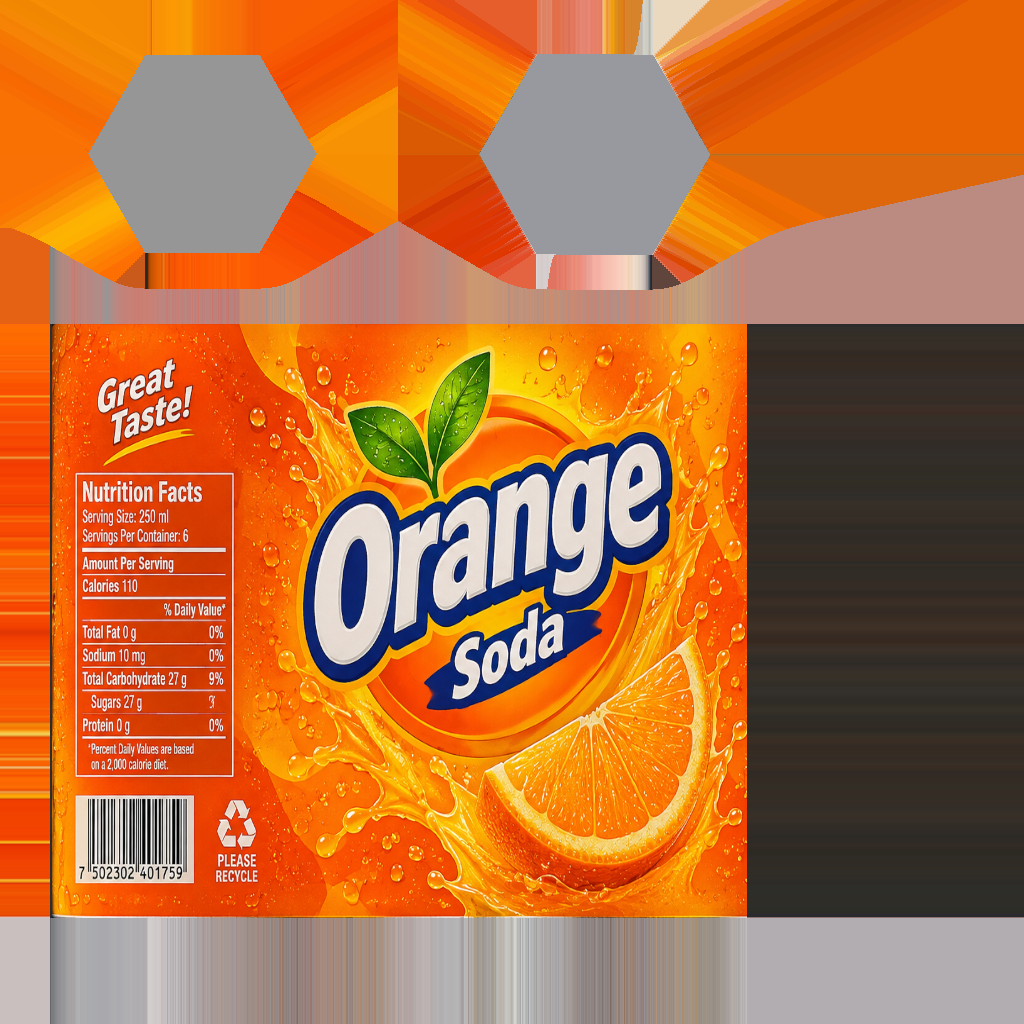 Great
Taste!
Nutrition Facts
Serving Size: 250 ml
Servings Per Container: 6
Amount Per Serving
Calories 110
% Daily Value*
Total Fat 0 g 0%
Sodium 10 mg 0%
Total Carbohydrate 27 g 9%
Sugars 27 g
Protein 0 g 0%
*Percent Daily Values are based
on a 2,000 calorie diet.
7 502302 401759
PLEASE
RECYCLE
Orange
Soda